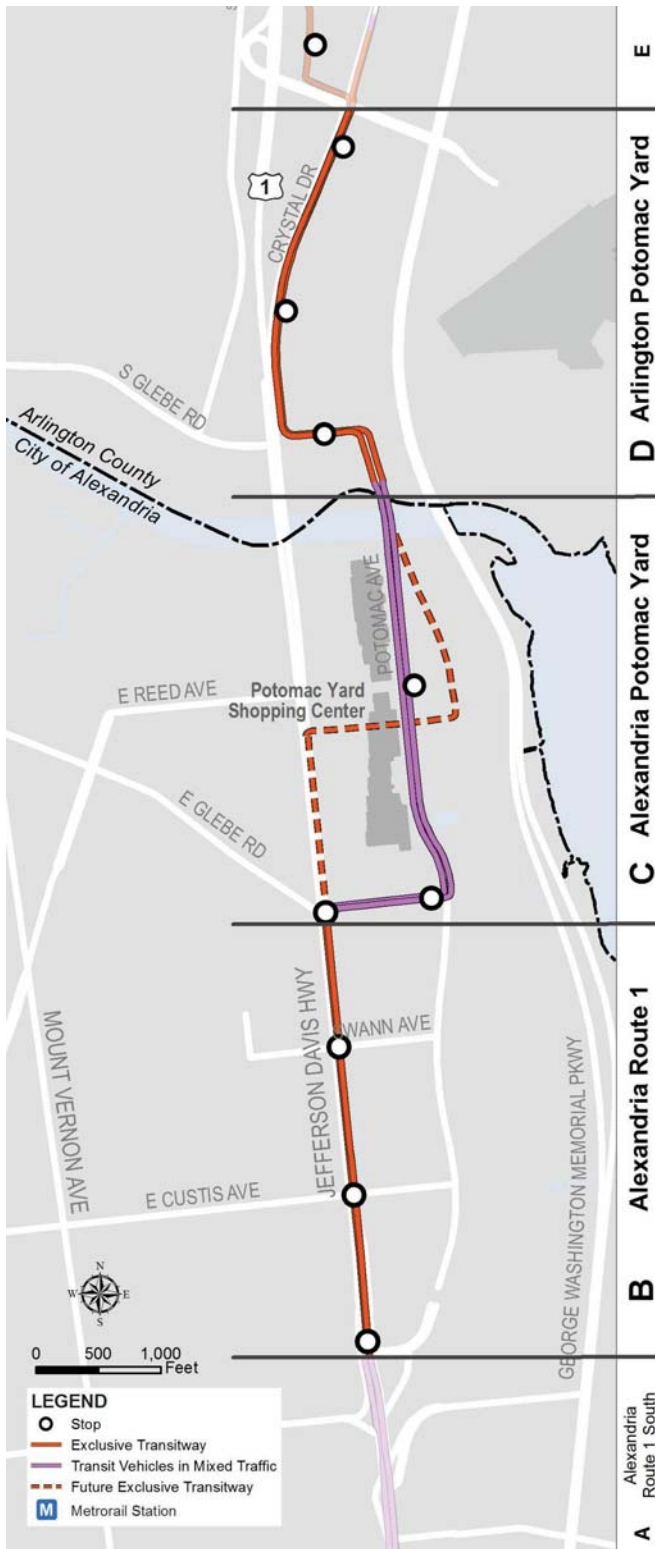 S
E
1
CRYSTAL DR
D Arlington Potomac Yard
S GLEBE RD
Arlington County
City of Alexandria
POTOMAC AVE
C Alexandria Potomac Yard
E REED AVE
Potomac Yard
Shopping Center
E GLEBE RD
JEFFERSON DAVIS HWY
WANN AVE
MOUNT VERNON AVE
E CUSTIS AVE
GEORGE WASHINGTON MEMORIAL PKWY
B Alexandria Route 1
N
W E
S
0 500 1,000
Feet
LEGEND
Stop
Exclusive Transitway
Transit Vehicles in Mixed Traffic
Future Exclusive Transitway
M Metrorail Station
A Alexandria
Route 1 South